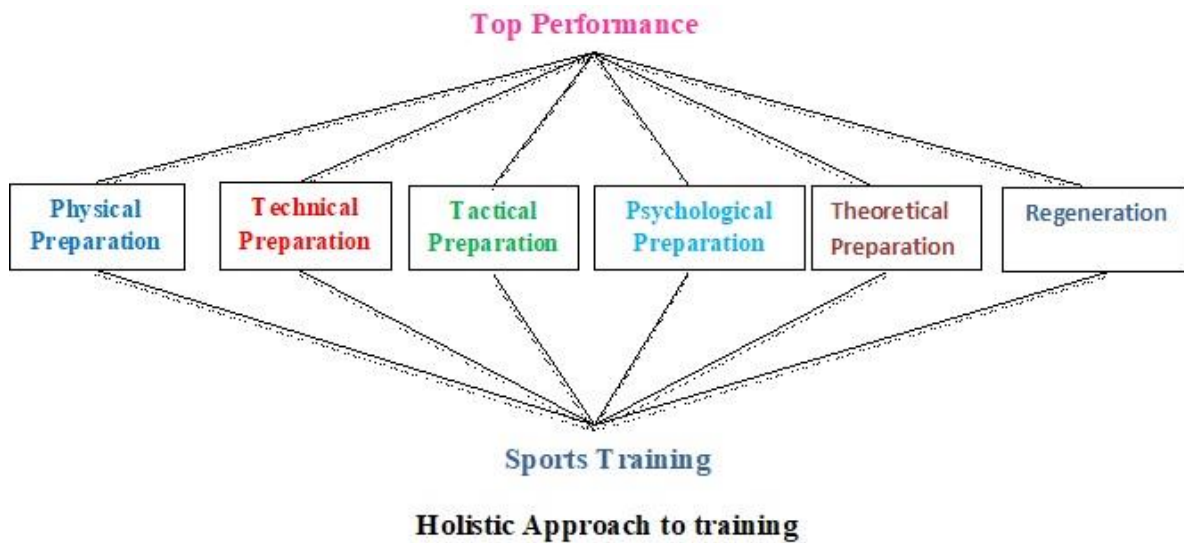 Top Performance
Physical
Preparation
Technical
Preparation
Tactical
Preparation
Psychological
Preparation
Theoretical
Preparation
Regeneration
Sports Training
Holistic Approach to training